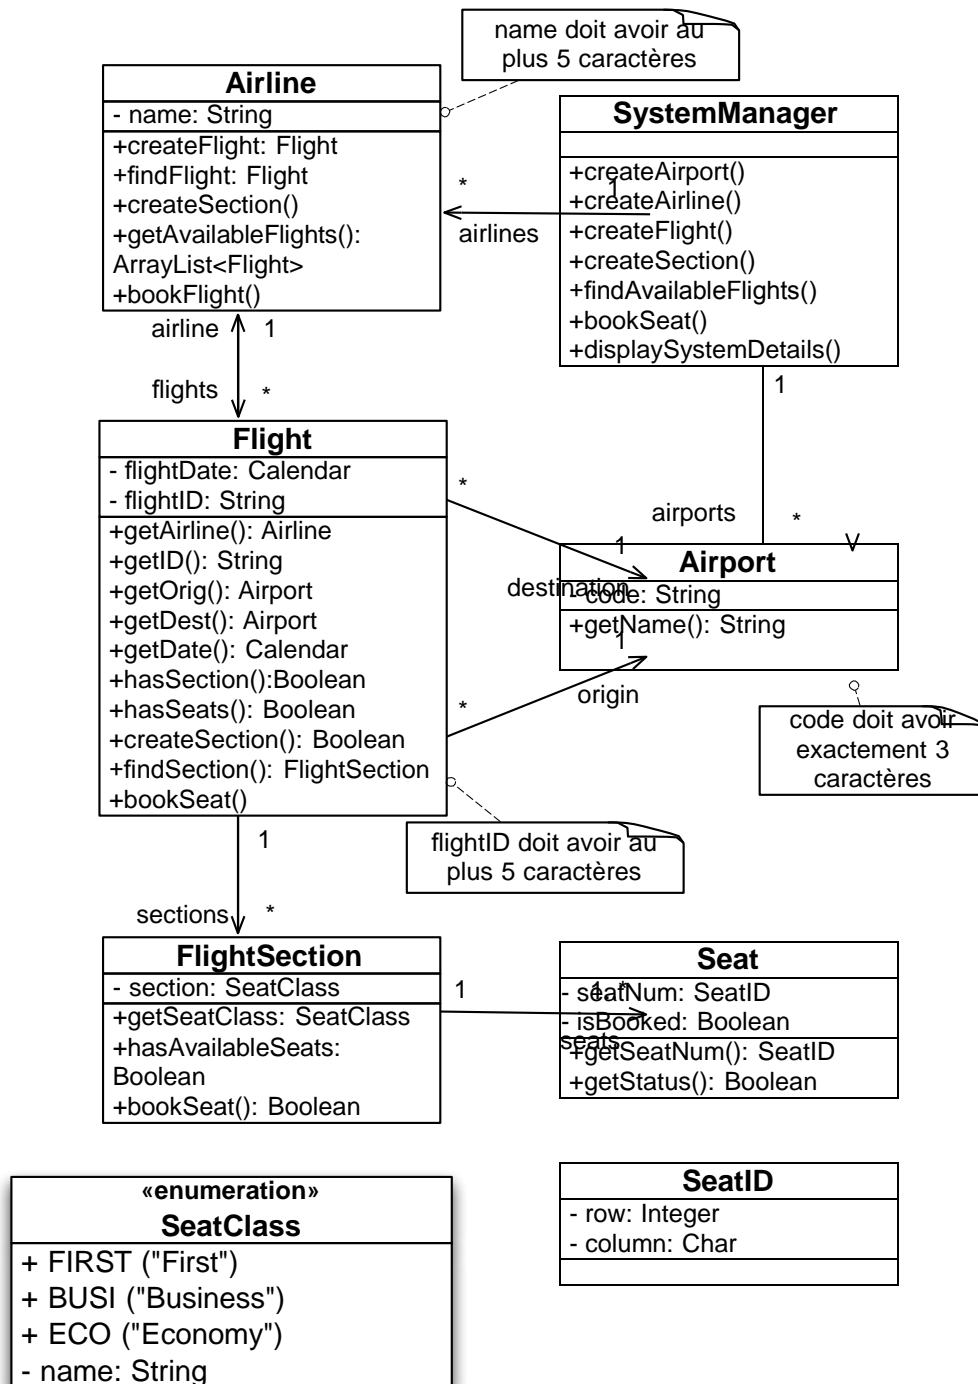 name doit avoir au
plus 5 caractères
Airline
- name: String
+createFlight: Flight
+findFlight: Flight
+createSection()
+getAvailableFlights():
ArrayList<Flight>
+bookFlight()
SystemManager
+createAirport()
+createAirline()
+createFlight()
+createSection()
+findAvailableFlights()
+bookSeat()
+displaySystemDetails()
*
1
airlines
airline
1
flights
*
1
airports
*
Flight
- flightDate: Calendar
- flightID: String
+getAirline(): Airline
+getID(): String
+getOrig(): Airport
+getDest(): Airport
+getDate(): Calendar
+hasSection():Boolean
+hasSeats(): Boolean
+createSection(): Boolean
+findSection(): FlightSection
+bookSeat()
*
1
destination
*
1
origin
Airport
- code: String
+getName(): String
code doit avoir
exactement 3
caractères
flightID doit avoir au
plus 5 caractères
1
sections
*
FlightSection
- section: SeatClass
+getSeatClass: SeatClass
+hasAvailableSeats:
Boolean
+bookSeat(): Boolean
1
1..*
seats
Seat
- seatNum: SeatID
- isBooked: Boolean
+getSeatNum(): SeatID
+getStatus(): Boolean
«enumeration»
SeatClass
+ FIRST ("First")
+ BUSI ("Business")
+ ECO ("Economy")
- name: String
SeatID
- row: Integer
- column: Char